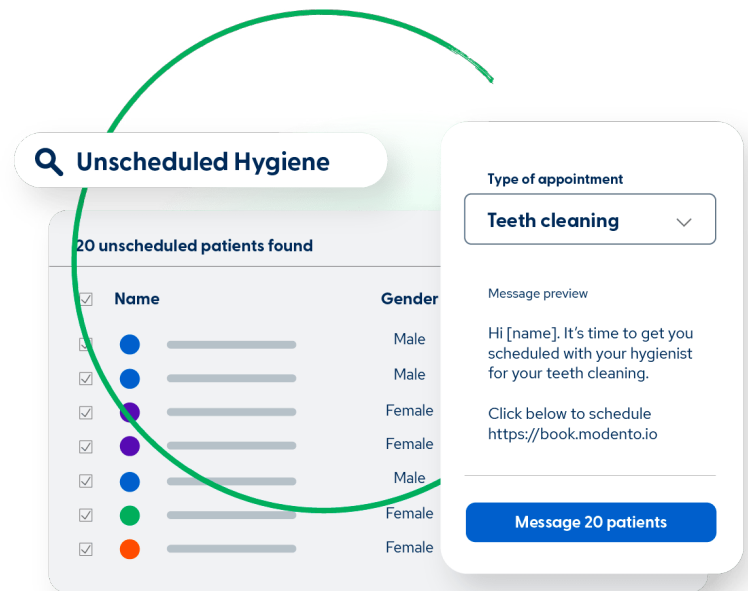 Unscheduled Hygiene
20 unscheduled patients found
Name Gender
Male
Male
Female
Female
Male
Female
Female
Type of appointment
Teeth cleaning
Message preview
Hi [name]. It’s time to get you
scheduled with your hygienist
for your teeth cleaning.
Click below to schedule
https://book.modento.io
Message 20 patients